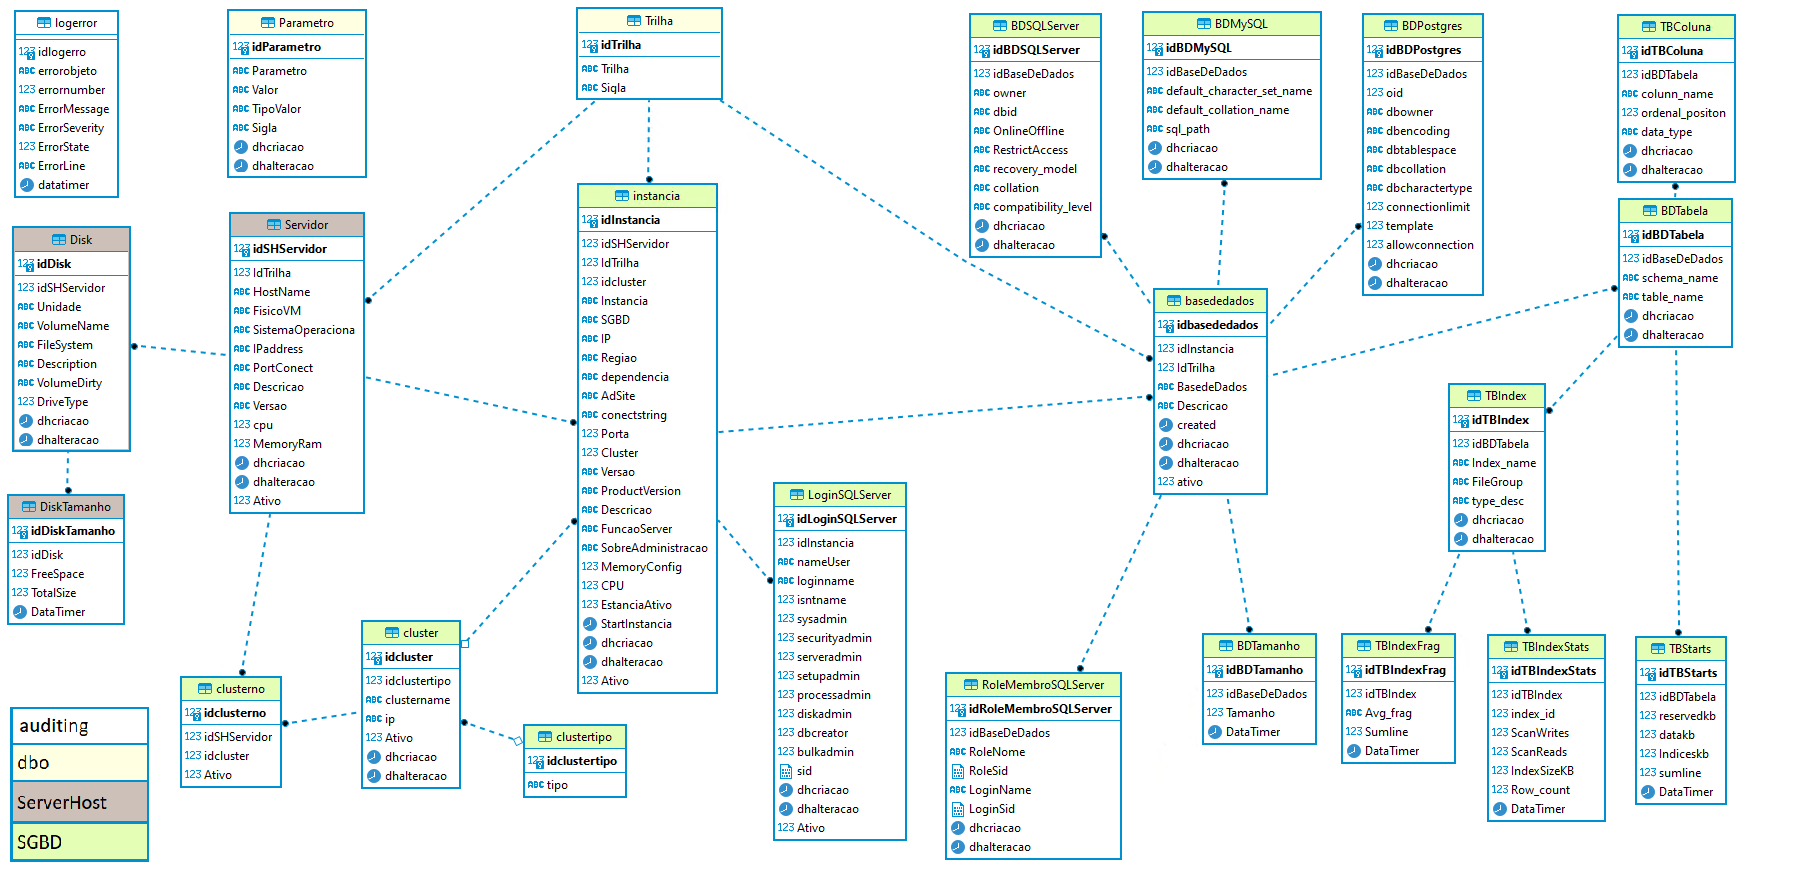 logerror
123 idlogerro
ABC errorobjeto
123 errornumber
ABC ErrorMessage
ABC ErrorSeverity
123 ErrorState
ABC ErrorLine
datatimer
Parametro
123 idParametro
ABC Parametro
ABC Valor
ABC TipoValor
ABC Sigla
dhcriacao
dhalteracao
Trilha
123 idTrilha
ABC Trilha
ABC Sigla
BDSQLServer
123 idBDSQLServer
123 idBaseDeDados
ABC owner
ABC dbid
ABC OnlineOffline
ABC RestrictAccess
ABC recovery_model
ABC collation
ABC compatibility_level
dhcriacao
dhalteracao
BDMySQL
123 idBDMySQL
123 idBaseDeDados
ABC default_character_set_name
ABC default_collation_name
ABC sql_path
dhcriacao
dhalteracao
BDPostgres
123 idBDPostgres
123 idBaseDeDados
123 oid
ABC dbowner
ABC dbencoding
ABC dbtablespace
ABC dbcollation
ABC dbcharactertype
123 connectionlimit
123 template
ABC allowconnection
dhcriacao
dhalteracao
TBColuna
123 idTBColuna
123 idBDTabela
ABC colunn_name
123 ordenal_positon
ABC data_type
dhcriacao
dhalteracao
Disk
123 idDisk
123 idSHServidor
ABC Unidade
ABC VolumeName
ABC FileSystem
ABC Description
ABC VolumeDirty
123 DriveType
dhcriacao
dhalteracao
Servidor
123 idSHServidor
123 IdTrilha
ABC HostName
ABC FisicoVM
ABC SistemaOperaciona
ABC IPaddress
ABC PortConect
ABC Descricao
ABC Versao
123 cpu
123 MemoryRam
dhcriacao
dhalteracao
123 Ativo
instancia
123 idInstancia
123 idSHServidor
123 IdTrilha
123 idcluster
ABC Instancia
ABC SGBD
ABC IP
ABC Regiao
ABC dependencia
ABC AdSite
ABC conectstring
123 Porta
123 Cluster
ABC Versao
ABC ProductVersion
ABC Descricao
ABC FuncaoServer
ABC SobreAdministracao
123 MemoryConfig
123 CPU
123 EstanciaAtivo
StartInstancia
dhcriacao
dhalteracao
123 Ativo
BDTabela
123 idBDTabela
123 idBaseDeDados
ABC schema_name
ABC table_name
dhcriacao
dhalteracao
basededados
123 idbasededados
123 idInstancia
123 IdTrilha
ABC BasedeDados
ABC Descricao
created
dhcriacao
dhalteracao
123 ativo
TBIndex
123 idTBIndex
123 idBDTabela
ABC Index_name
ABC FileGroup
ABC type_desc
dhcriacao
dhalteracao
DiskTamanho
123 idDiskTamanho
123 idDisk
123 FreeSpace
123 TotalSize
DataTimer
LoginSQLServer
123 idLoginSQLServer
123 idInstancia
ABC nameUser
ABC loginname
123 isntname
123 sysadmin
123 securityadmin
123 serveradmin
123 setupadmin
123 processadmin
123 diskadmin
123 dbcreator
123 bulkadmin
sid
dhcriacao
dhalteracao
123 Ativo
cluster
123 idcluster
123 idclustertipo
ABC clustername
ABC ip
123 Ativo
dhcriacao
dhalteracao
clusterno
123 idclusterno
123 idSHServidor
123 idcluster
123 Ativo
clustertipo
123 idclustertipo
ABC tipo
RoleMembroSQLServer
123 idRoleMembroSQLServer
123 idBaseDeDados
ABC RoleNome
RoleSid
ABC LoginName
LoginSid
dhcriacao
dhalteracao
BDTamanho
123 idBDTamanho
123 idBaseDeDados
123 Tamanho
DataTimer
TBIndexFrag
123 idTBIndexFrag
123 idTBIndex
ABC Avg_frag
123 Sumline
DataTimer
TBIndexStats
123 idTBIndexStats
123 idTBIndex
123 index_id
123 ScanWrites
123 ScanReads
123 IndexSizeKB
123 Row_count
DataTimer
TBStarts
123 idTBStarts
123 idBDTabela
123 reservedkb
123 datakb
123 Indiceskb
123 sumline
DataTimer
auditing
dbo
ServerHost
SGBD